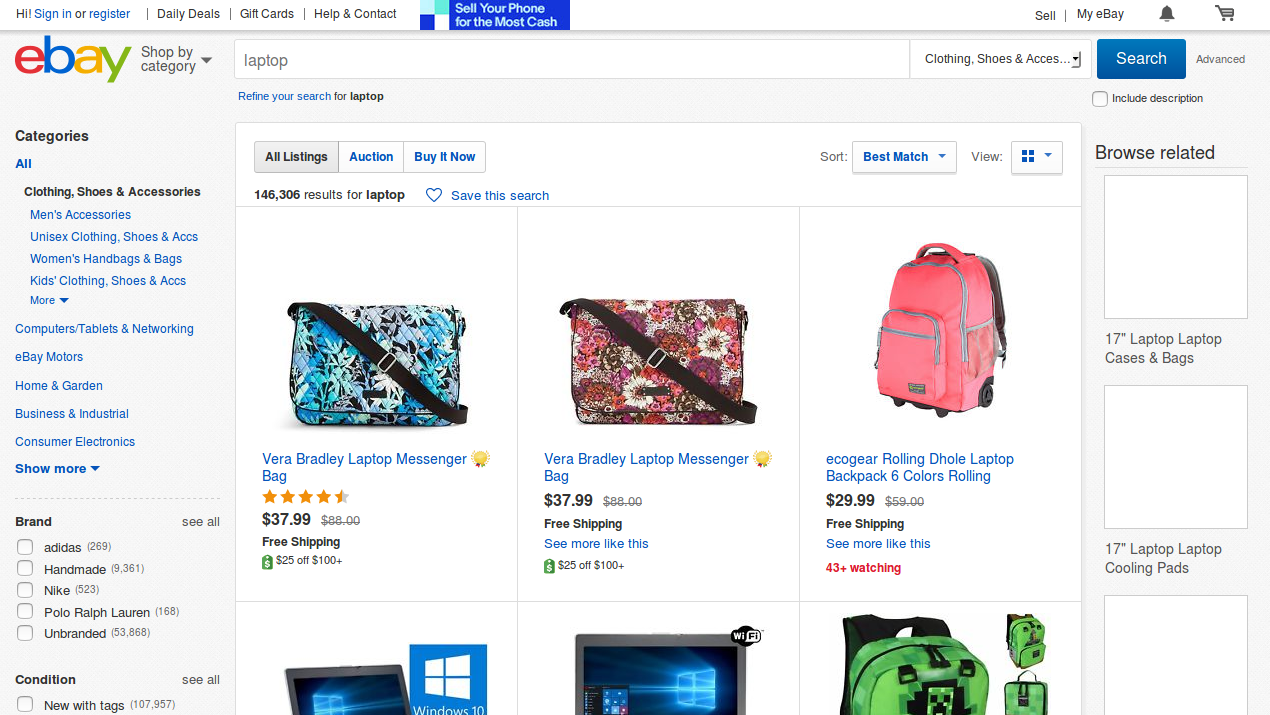 Hi! Sign in or register
Daily Deals
Gift Cards
Help & Contact
Sell Your Phone
for the Most Cash
Sell
My eBay
ebay
Shop by
category
laptop
Clothing, Shoes & Acces...
Search
Advanced
Refine your search for laptop
Include description
Categories
All
Clothing, Shoes & Accessories
Men's Accessories
Unisex Clothing, Shoes & Accs
Women's Handbags & Bags
Kids' Clothing, Shoes & Accs
More
Computers/Tablets & Networking
eBay Motors
Home & Garden
Business & Industrial
Consumer Electronics
Show more
Brand
see all
adidas (269)
Handmade (9,361)
Nike (523)
Polo Ralph Lauren (168)
Unbranded (53,868)
Condition
see all
New with tags (107,957)
All Listings
Auction
Buy It Now
Sort:
Best Match
View:
146,306 results for laptop
Save this search
Vera Bradley Laptop Messenger
Bag
$37.99 $88.00
Free Shipping
$25 off $100+
Vera Bradley Laptop Messenger
Bag
$37.99 $88.00
Free Shipping
See more like this
$25 off $100+
ecogear Rolling Dhole Laptop
Backpack 6 Colors Rolling
$29.99 $59.00
Free Shipping
See more like this
43+ watching
Windows 10
WiFi
Browse related
17" Laptop Laptop
Cases & Bags
17" Laptop Laptop
Cooling Pads